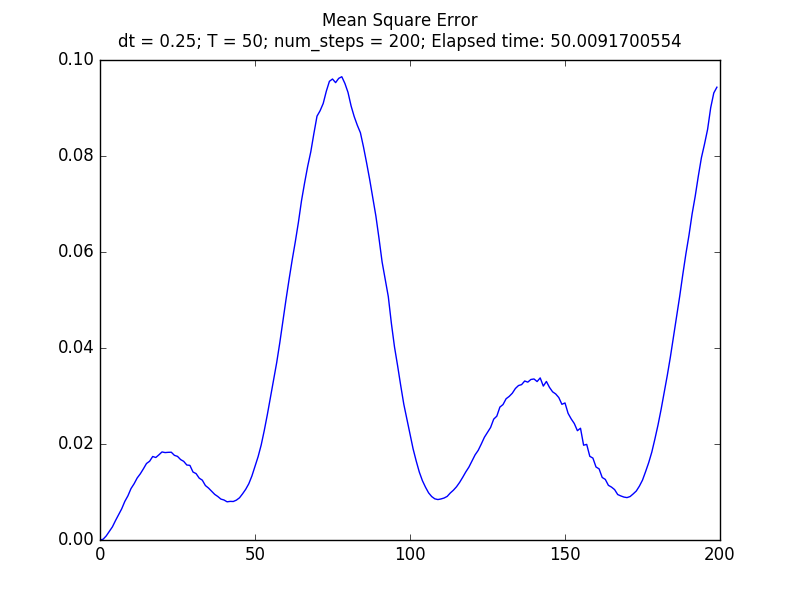 Mean Square Error
dt = 0.25; T = 50; num_steps = 200; Elapsed time: 50.0091700554
0.10
0.08
0.06
0.04
0.02
0.00
0 50 100 150 200